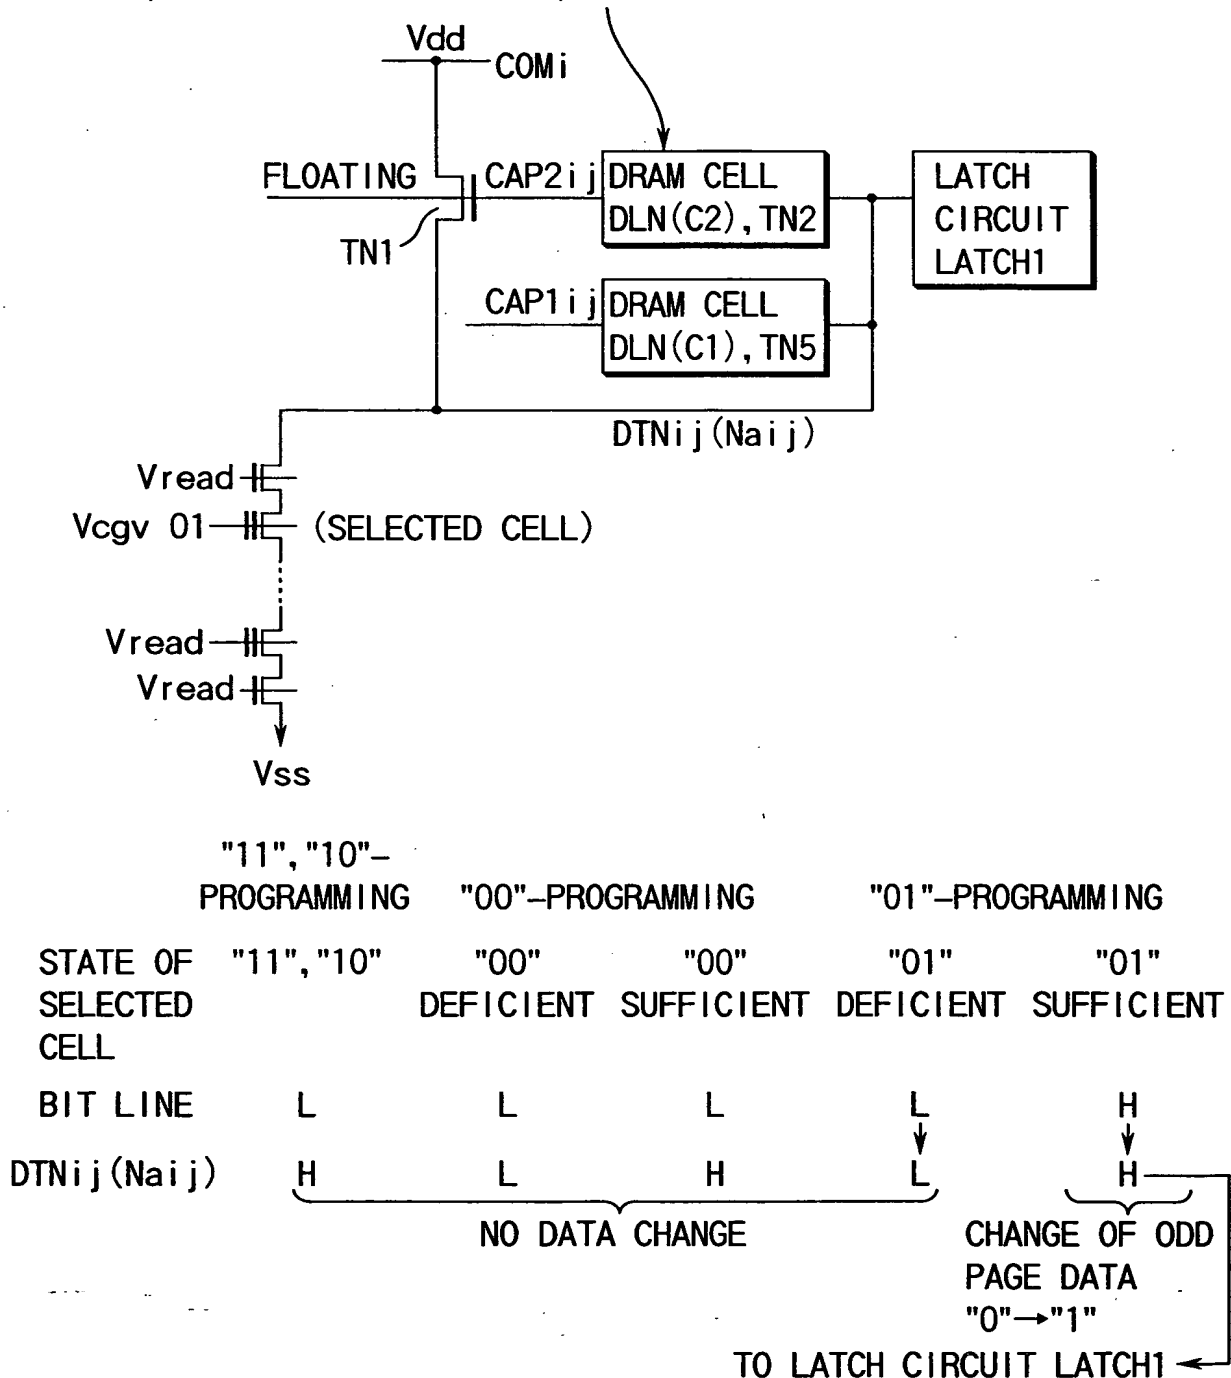 Vdd
COMi
FLOATING
CAP2ij
DRAM CELL
DLN(C2), TN2
LATCH
CIRCUIT
LATCH1
TN1
CAP1ij
DRAM CELL
DLN(C1), TN5
DTNij(Naij)
Vread
Vcgv 01
(SELECTED CELL)
Vread
Vread
Vss
"11","10"–
PROGRAMMING
"00"–PROGRAMMING
"01"–PROGRAMMING
STATE OF SELECTED CELL
"11","10"
"00" DEFICIENT
"00" SUFFICIENT
"01" DEFICIENT
"01" SUFFICIENT
BIT LINE L L L L H
DTNij(Naij) H L H L H
NO DATA CHANGE
CHANGE OF ODD
PAGE DATA
"0"→"1"
TO LATCH CIRCUIT LATCH1